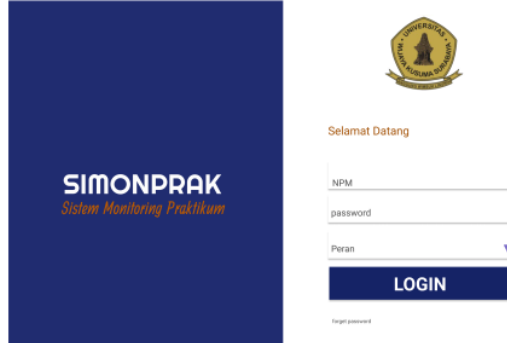 SIMONPRAK
Sistem Monitoring Praktikum
UNIVERSITAS
WIJAYA KUSUMA SURABAYA
Selamat Datang
NPM
password
Peran
LOGIN
forget password